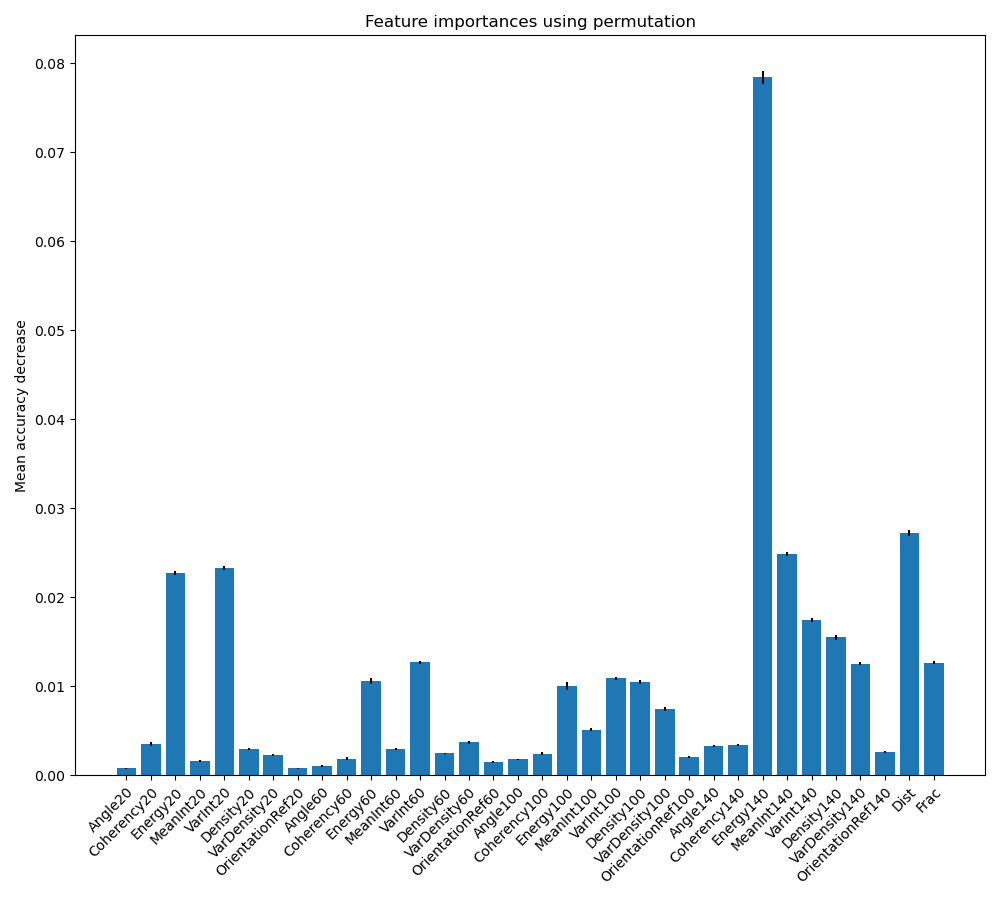 Feature importances using permutation
Mean accuracy decrease
0.08
0.07
0.06
0.05
0.04
0.03
0.02
0.01
0.00
Angle20
Coherency20
Energy20
MeanInt20
VarInt20
Density20
VarDensity20
OrientationRef20
Angle60
Coherency60
Energy60
MeanInt60
VarInt60
Density60
VarDensity60
OrientationRef60
Angle100
Coherency100
Energy100
MeanInt100
VarInt100
Density100
VarDensity100
OrientationRef100
Angle140
Coherency140
Energy140
MeanInt140
VarInt140
Density140
VarDensity140
OrientationRef140
Dist
Frac